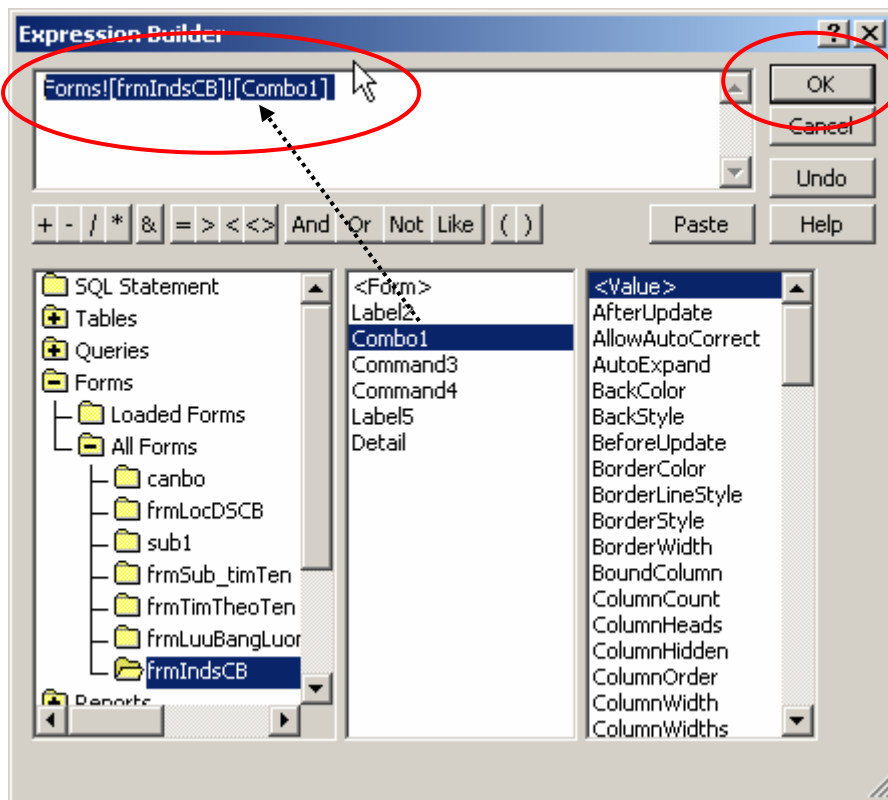 Expression Builder
Forms![frmIndsCB]![Combo1]
OK
Cancel
Undo
+ - / * & = > < <> And Or Not Like ( ) Paste Help
SQL Statement
Tables
Queries
Forms
Loaded Forms
All Forms
canbo
frmLocDSCB
sub1
frmSub_timTen
frmTimTheoTen
frmLuuBangLuor
frmIndsCB
Reports
<Form>
Label2
Combo1
Command3
Command4
Label5
Detail
<Value>
AfterUpdate
AllowAutoCorrect
AutoExpand
BackColor
BackStyle
BeforeUpdate
BorderColor
BorderLineStyle
BorderStyle
BorderWidth
BoundColumn
ColumnCount
ColumnHeads
ColumnHidden
ColumnOrder
ColumnWidth
ColumnWidths